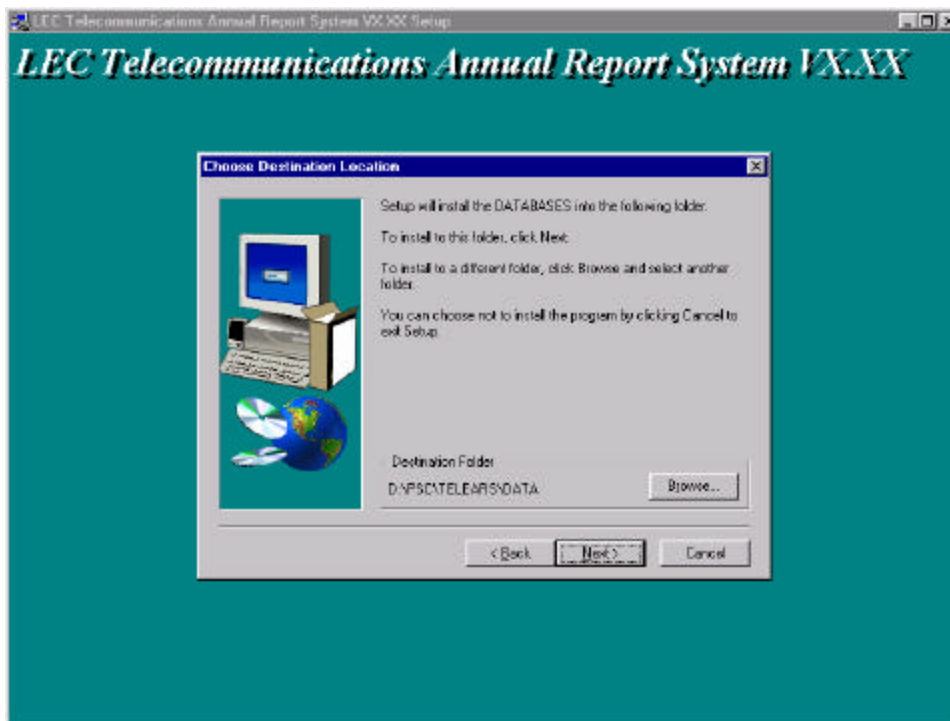 LEC Telecommunications Annual Report System VX.XX Setup
LEC Telecommunications Annual Report System VX.XX
Choose Destination Location
Setup will install the DATABASES into the following folder.
To install to this folder, click Next.
To install to a different folder, click Browse and select another
folder.
You can choose not to install the program by clicking Cancel to
exit Setup.
Destination Folder
D:\PSC\TELEARS\DATA
Browse...
< Back
Next >
Cancel